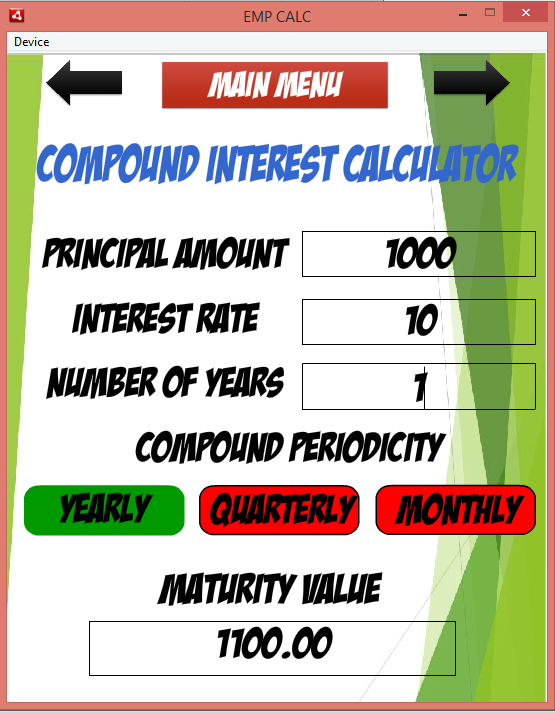 EMP CALC
Device
MAIN MENU
COMPOUND INTEREST CALCULATOR
PRINCIPAL AMOUNT 1000
INTEREST RATE 10
NUMBER OF YEARS 1
COMPOUND PERIODICITY
YEARLY QUARTERLY MONTHLY
MATURITY VALUE
1100.00